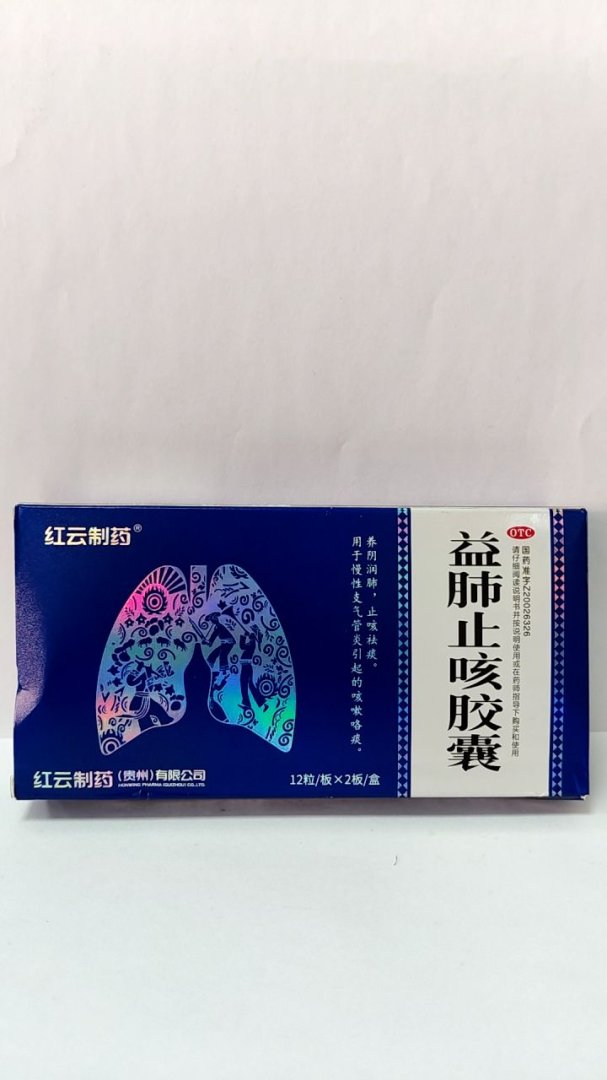 红云制药®
养阴润肺，止咳祛痰。
用于慢性支气管炎引起的咳嗽咯痰。
红云制药(贵州)有限公司
HONWING PHARMA (GUIZHOU) CO.,LTD.
12粒/板×2板/盒
OTC
国药准字Z20026326
请仔细阅读说明书并按说明使用或在药师指导下购买和使用
益肺止咳胶囊